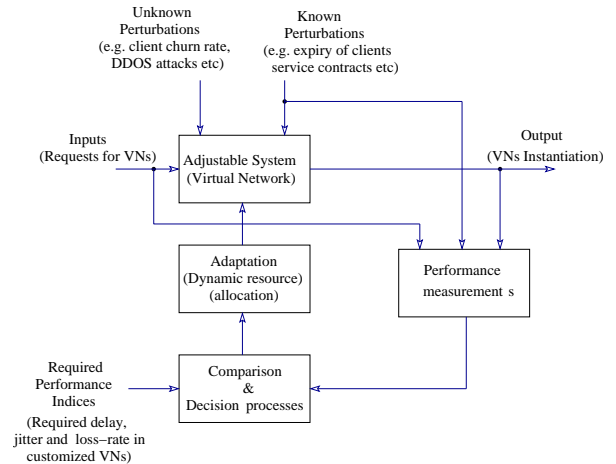 Unknown
Perturbations
(e.g. client churn rate,
DDOS attacks etc)
Known
Perturbations
(e.g. expiry of clients
service contracts etc)
Inputs
(Requests for VNs)
Adjustable System
(Virtual Network)
Output
(VNs Instantiation)
Adaptation
(Dynamic resource)
(allocation)
Performance
measurement s
Required
Performance
Indices
(Required delay,
jitter and loss−rate in
customized VNs)
Comparison
&
Decision processes